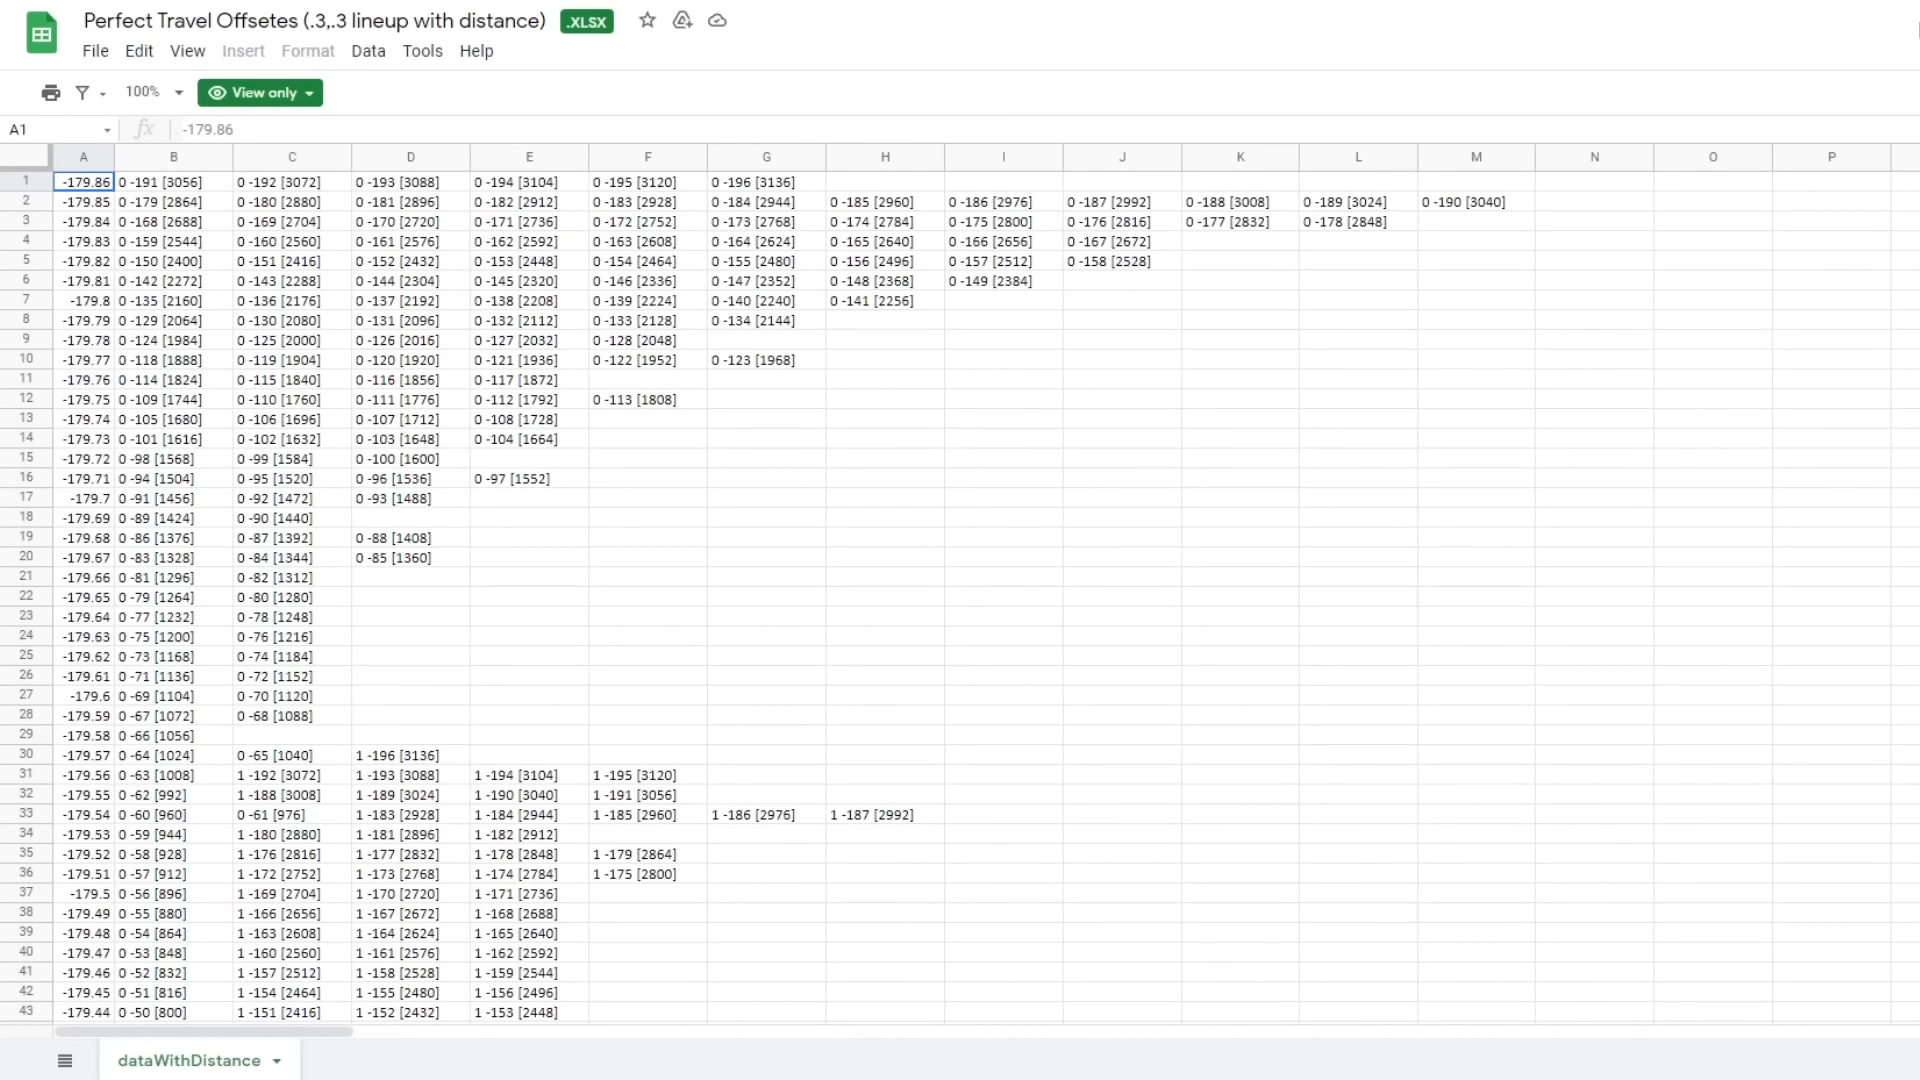 Perfect Travel Offsetes (.3,.3 lineup with distance) .XLSX
File Edit View Insert Format Data Tools Help
100% View only
A1 fx -179.86
A B C D E F G H I J K L M N O P
1 -179.86 0 -191 [3056] 0 -192 [3072] 0 -193 [3088] 0 -194 [3104] 0 -195 [3120] 0 -196 [3136]
2 -179.85 0 -179 [2864] 0 -180 [2880] 0 -181 [2896] 0 -182 [2912] 0 -183 [2928] 0 -184 [2944] 0 -185 [2960] 0 -186 [2976] 0 -187 [2992] 0 -188 [3008] 0 -189 [3024] 0 -190 [3040]
3 -179.84 0 -168 [2688] 0 -169 [2704] 0 -170 [2720] 0 -171 [2736] 0 -172 [2752] 0 -173 [2768] 0 -174 [2784] 0 -175 [2800] 0 -176 [2816] 0 -177 [2832] 0 -178 [2848]
4 -179.83 0 -159 [2544] 0 -160 [2560] 0 -161 [2576] 0 -162 [2592] 0 -163 [2608] 0 -164 [2624] 0 -165 [2640] 0 -166 [2656] 0 -167 [2672]
5 -179.82 0 -150 [2400] 0 -151 [2416] 0 -152 [2432] 0 -153 [2448] 0 -154 [2464] 0 -155 [2480] 0 -156 [2496] 0 -157 [2512] 0 -158 [2528]
6 -179.81 0 -142 [2272] 0 -143 [2288] 0 -144 [2304] 0 -145 [2320] 0 -146 [2336] 0 -147 [2352] 0 -148 [2368] 0 -149 [2384]
7 -179.8 0 -135 [2160] 0 -136 [2176] 0 -137 [2192] 0 -138 [2208] 0 -139 [2224] 0 -140 [2240] 0 -141 [2256]
8 -179.79 0 -129 [2064] 0 -130 [2080] 0 -131 [2096] 0 -132 [2112] 0 -133 [2128] 0 -134 [2144]
9 -179.78 0 -124 [1984] 0 -125 [2000] 0 -126 [2016] 0 -127 [2032] 0 -128 [2048]
10 -179.77 0 -118 [1888] 0 -119 [1904] 0 -120 [1920] 0 -121 [1936] 0 -122 [1952] 0 -123 [1968]
11 -179.76 0 -114 [1824] 0 -115 [1840] 0 -116 [1856] 0 -117 [1872]
12 -179.75 0 -109 [1744] 0 -110 [1760] 0 -111 [1776] 0 -112 [1792] 0 -113 [1808]
13 -179.74 0 -105 [1680] 0 -106 [1696] 0 -107 [1712] 0 -108 [1728]
14 -179.73 0 -101 [1616] 0 -102 [1632] 0 -103 [1648] 0 -104 [1664]
15 -179.72 0 -98 [1568] 0 -99 [1584] 0 -100 [1600]
16 -179.71 0 -94 [1504] 0 -95 [1520] 0 -96 [1536] 0 -97 [1552]
17 -179.7 0 -91 [1456] 0 -92 [1472] 0 -93 [1488]
18 -179.69 0 -89 [1424] 0 -90 [1440]
19 -179.68 0 -86 [1376] 0 -87 [1392] 0 -88 [1408]
20 -179.67 0 -83 [1328] 0 -84 [1344] 0 -85 [1360]
21 -179.66 0 -81 [1296] 0 -82 [1312]
22 -179.65 0 -79 [1264] 0 -80 [1280]
23 -179.64 0 -77 [1232] 0 -78 [1248]
24 -179.63 0 -75 [1200] 0 -76 [1216]
25 -179.62 0 -73 [1168] 0 -74 [1184]
26 -179.61 0 -71 [1136] 0 -72 [1152]
27 -179.6 0 -69 [1104] 0 -70 [1120]
28 -179.59 0 -67 [1072] 0 -68 [1088]
29 -179.58 0 -66 [1056]
30 -179.57 0 -64 [1024] 0 -65 [1040] 1 -196 [3136]
31 -179.56 0 -63 [1008] 1 -192 [3072] 1 -193 [3088] 1 -194 [3104] 1 -195 [3120]
32 -179.55 0 -62 [992] 1 -188 [3008] 1 -189 [3024] 1 -190 [3040] 1 -191 [3056]
33 -179.54 0 -60 [960] 0 -61 [976] 1 -183 [2928] 1 -184 [2944] 1 -185 [2960] 1 -186 [2976] 1 -187 [2992]
34 -179.53 0 -59 [944] 1 -180 [2880] 1 -181 [2896] 1 -182 [2912]
35 -179.52 0 -58 [928] 1 -176 [2816] 1 -177 [2832] 1 -178 [2848] 1 -179 [2864]
36 -179.51 0 -57 [912] 1 -172 [2752] 1 -173 [2768] 1 -174 [2784] 1 -175 [2800]
37 -179.5 0 -56 [896] 1 -169 [2704] 1 -170 [2720] 1 -171 [2736]
38 -179.49 0 -55 [880] 1 -166 [2656] 1 -167 [2672] 1 -168 [2688]
39 -179.48 0 -54 [864] 1 -163 [2608] 1 -164 [2624] 1 -165 [2640]
40 -179.47 0 -53 [848] 1 -160 [2560] 1 -161 [2576] 1 -162 [2592]
41 -179.46 0 -52 [832] 1 -157 [2512] 1 -158 [2528] 1 -159 [2544]
42 -179.45 0 -51 [816] 1 -154 [2464] 1 -155 [2480] 1 -156 [2496]
43 -179.44 0 -50 [800] 1 -151 [2416] 1 -152 [2432] 1 -153 [2448]
dataWithDistance